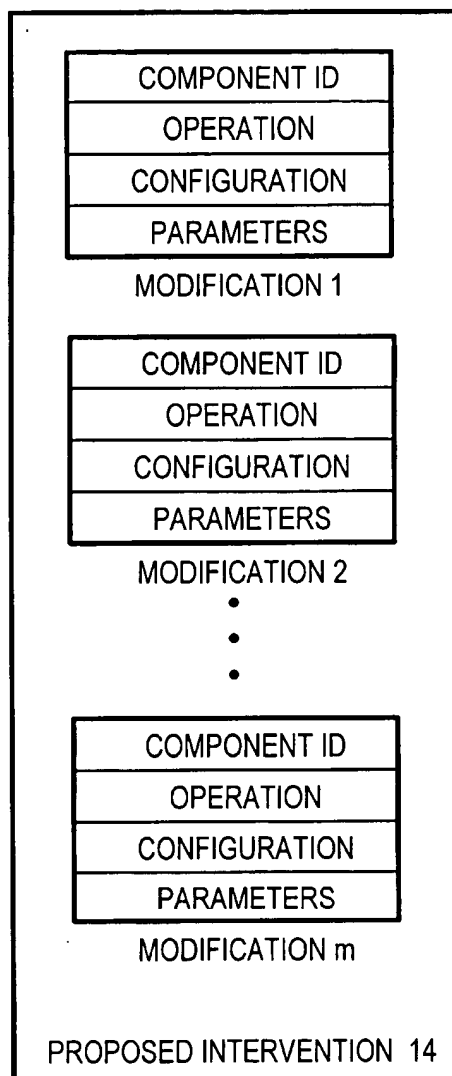 COMPONENT ID
OPERATION
CONFIGURATION
PARAMETERS
MODIFICATION 1
COMPONENT ID
OPERATION
CONFIGURATION
PARAMETERS
MODIFICATION 2
COMPONENT ID
OPERATION
CONFIGURATION
PARAMETERS
MODIFICATION m
PROPOSED INTERVENTION 14